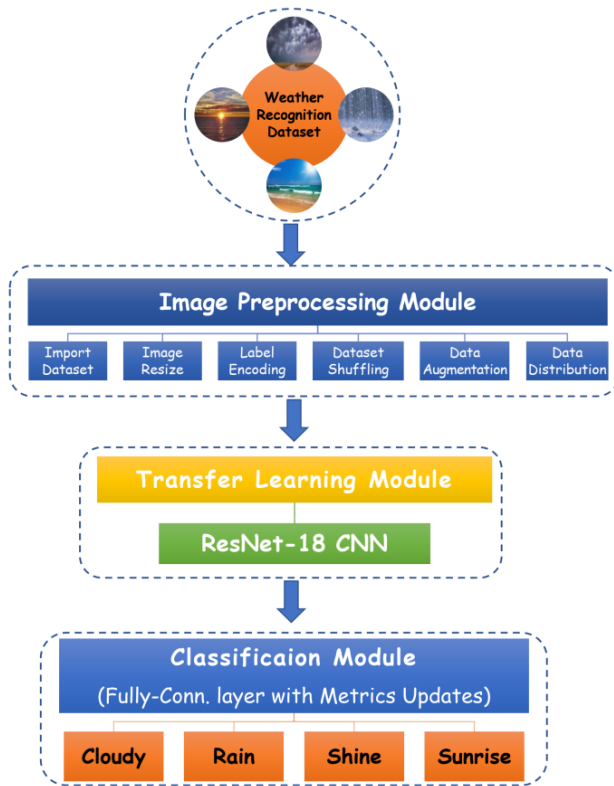 Weather
Recognition
Dataset
Image Preprocessing Module
Import
Dataset
Image
Resize
Label
Encoding
Dataset
Shuffling
Data
Augmentation
Data
Distribution
Transfer Learning Module
ResNet-18 CNN
Classificaion Module
(Fully-Conn. layer with Metrics Updates)
Cloudy
Rain
Shine
Sunrise